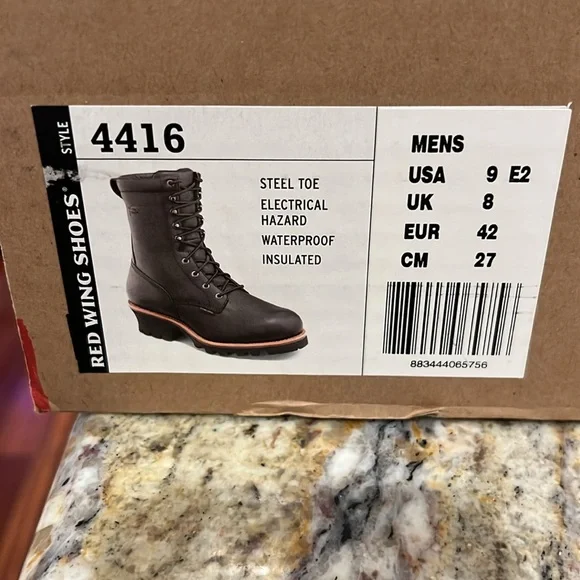 STYLE
4416
RED WING SHOES®
STEEL TOE
ELECTRICAL
HAZARD
WATERPROOF
INSULATED
MENS
USA 9 E2
UK 8
EUR 42
CM 27
883444065756